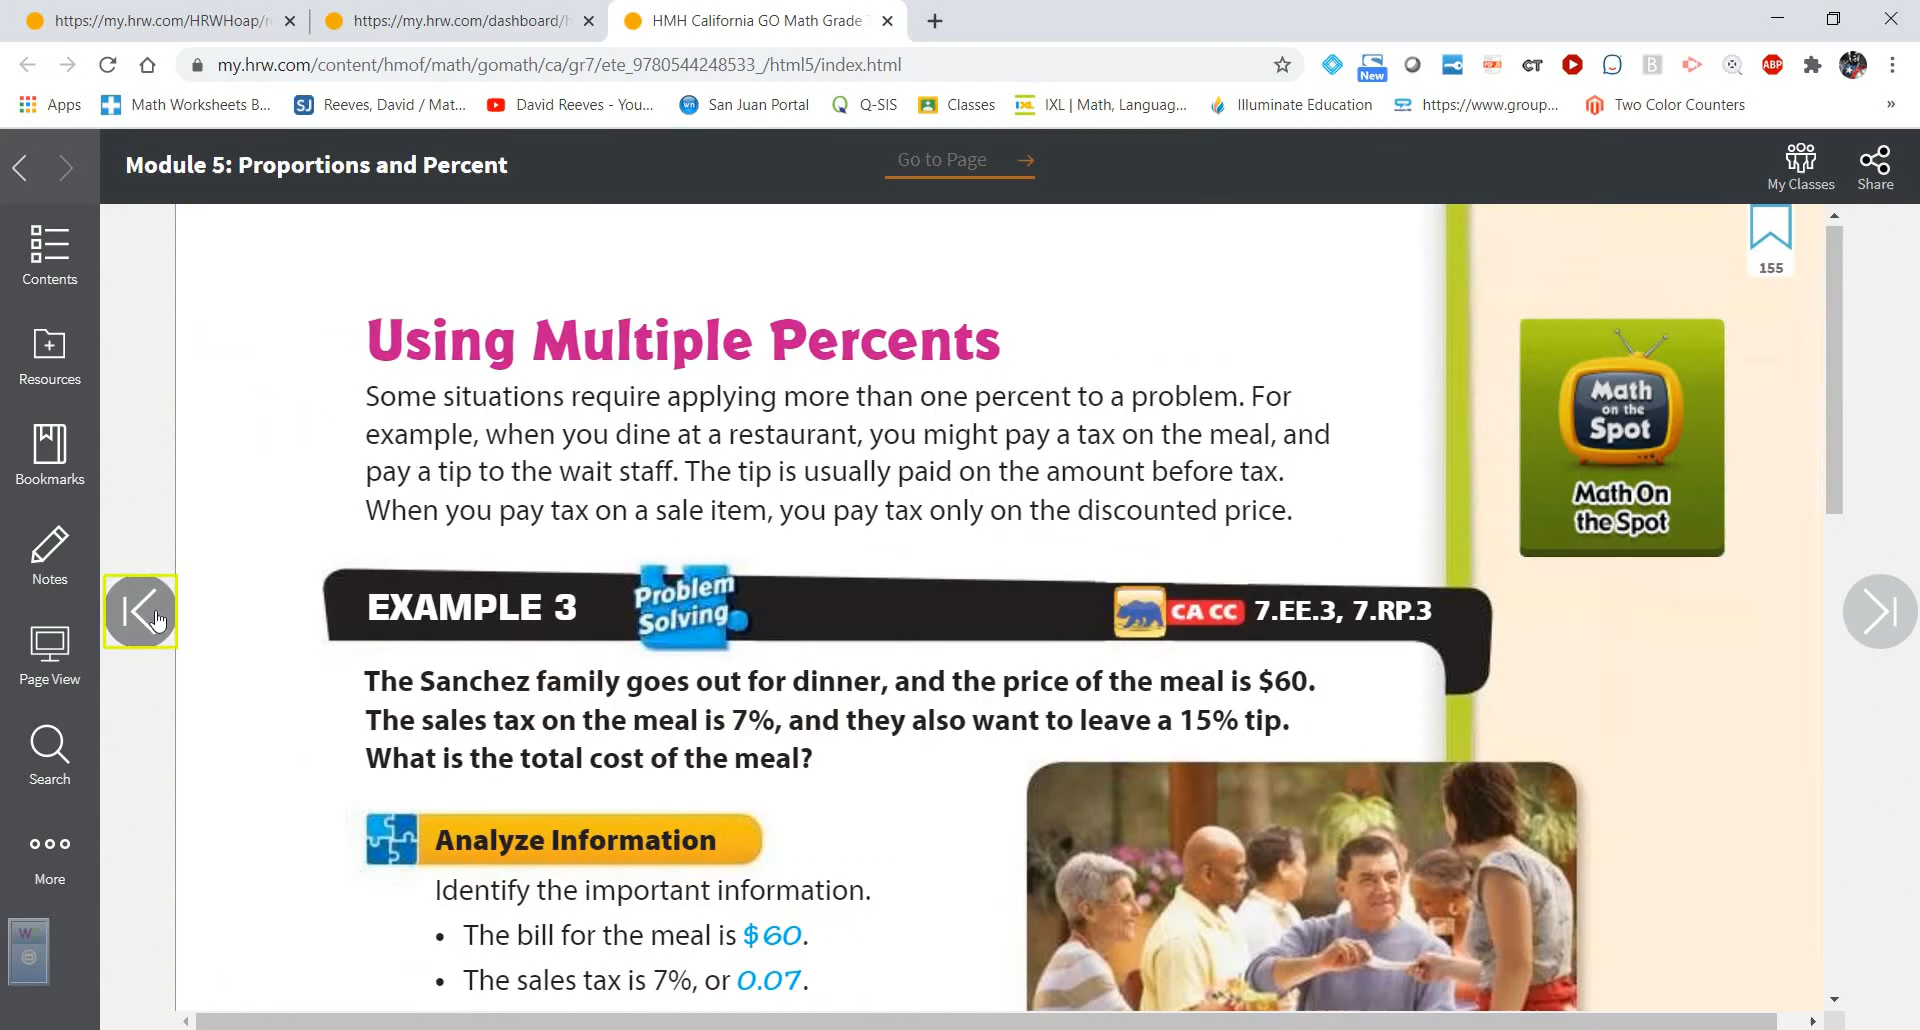 https://my.hrw.com/HRWHoap/r
https://my.hrw.com/dashboard/h
HMH California GO Math Grade 7
my.hrw.com/content/hmof/math/gomath/ca/gr7/ete_9780544248533_/html5/index.html
New
CT
B
ABP
Apps
Math Worksheets B...
SJ
Reeves, David / Mat...
David Reeves - You...
wn
San Juan Portal
Q-SIS
Classes
IXL | Math, Languag...
Illuminate Education
https://www.group...
Two Color Counters
»
Module 5: Proportions and Percent
Go to Page
My Classes
Share
Contents
Resources
Bookmarks
Notes
Page View
Search
More
155
Using Multiple Percents
Some situations require applying more than one percent to a problem. For
example, when you dine at a restaurant, you might pay a tax on the meal, and
pay a tip to the wait staff. The tip is usually paid on the amount before tax.
When you pay tax on a sale item, you pay tax only on the discounted price.
Math
on the
Spot
Math On
the Spot
EXAMPLE 3
Problem
Solving
CA CC 7.EE.3, 7.RP.3
The Sanchez family goes out for dinner, and the price of the meal is $60.
The sales tax on the meal is 7%, and they also want to leave a 15% tip.
What is the total cost of the meal?
Analyze Information
Identify the important information.
• The bill for the meal is $60.
• The sales tax is 7%, or 0.07.